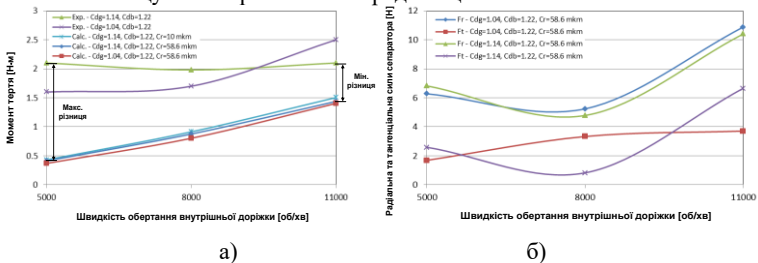 3
2.5
2
1.5
1
0.5
0
Момент тертя [Н-м]
Exp. - Cdg=1.14, Cdb=1.22
Exp. - Cdg=1.04, Cdb=1.22
Calc. - Cdg=1.14, Cdb=1.22, Cr=10 mkm
Calc. - Cdg=1.14, Cdb=1.22, Cr=58.6 mkm
Calc. - Cdg=1.04, Cdb=1.22, Cr=58.6 mkm
Макс.
різниця
Мін.
різниця
5000 8000 11000
Швидкість обертання внутрішньої доріжки [об/хв]
а)
12
10
8
6
4
2
0
Радіальна та тангенціальна сили сепаратора [Н]
Fr - Cdg=1.04, Cdb=1.22, Cr=58.6 mkm
Ft - Cdg=1.04, Cdb=1.22, Cr=58.6 mkm
Fr - Cdg=1.14, Cdb=1.22, Cr=58.6 mkm
Ft - Cdg=1.14, Cdb=1.22, Cr=58.6 mkm
5000 8000 11000
Швидкість обертання внутрішньої доріжки [об/хв]
б)